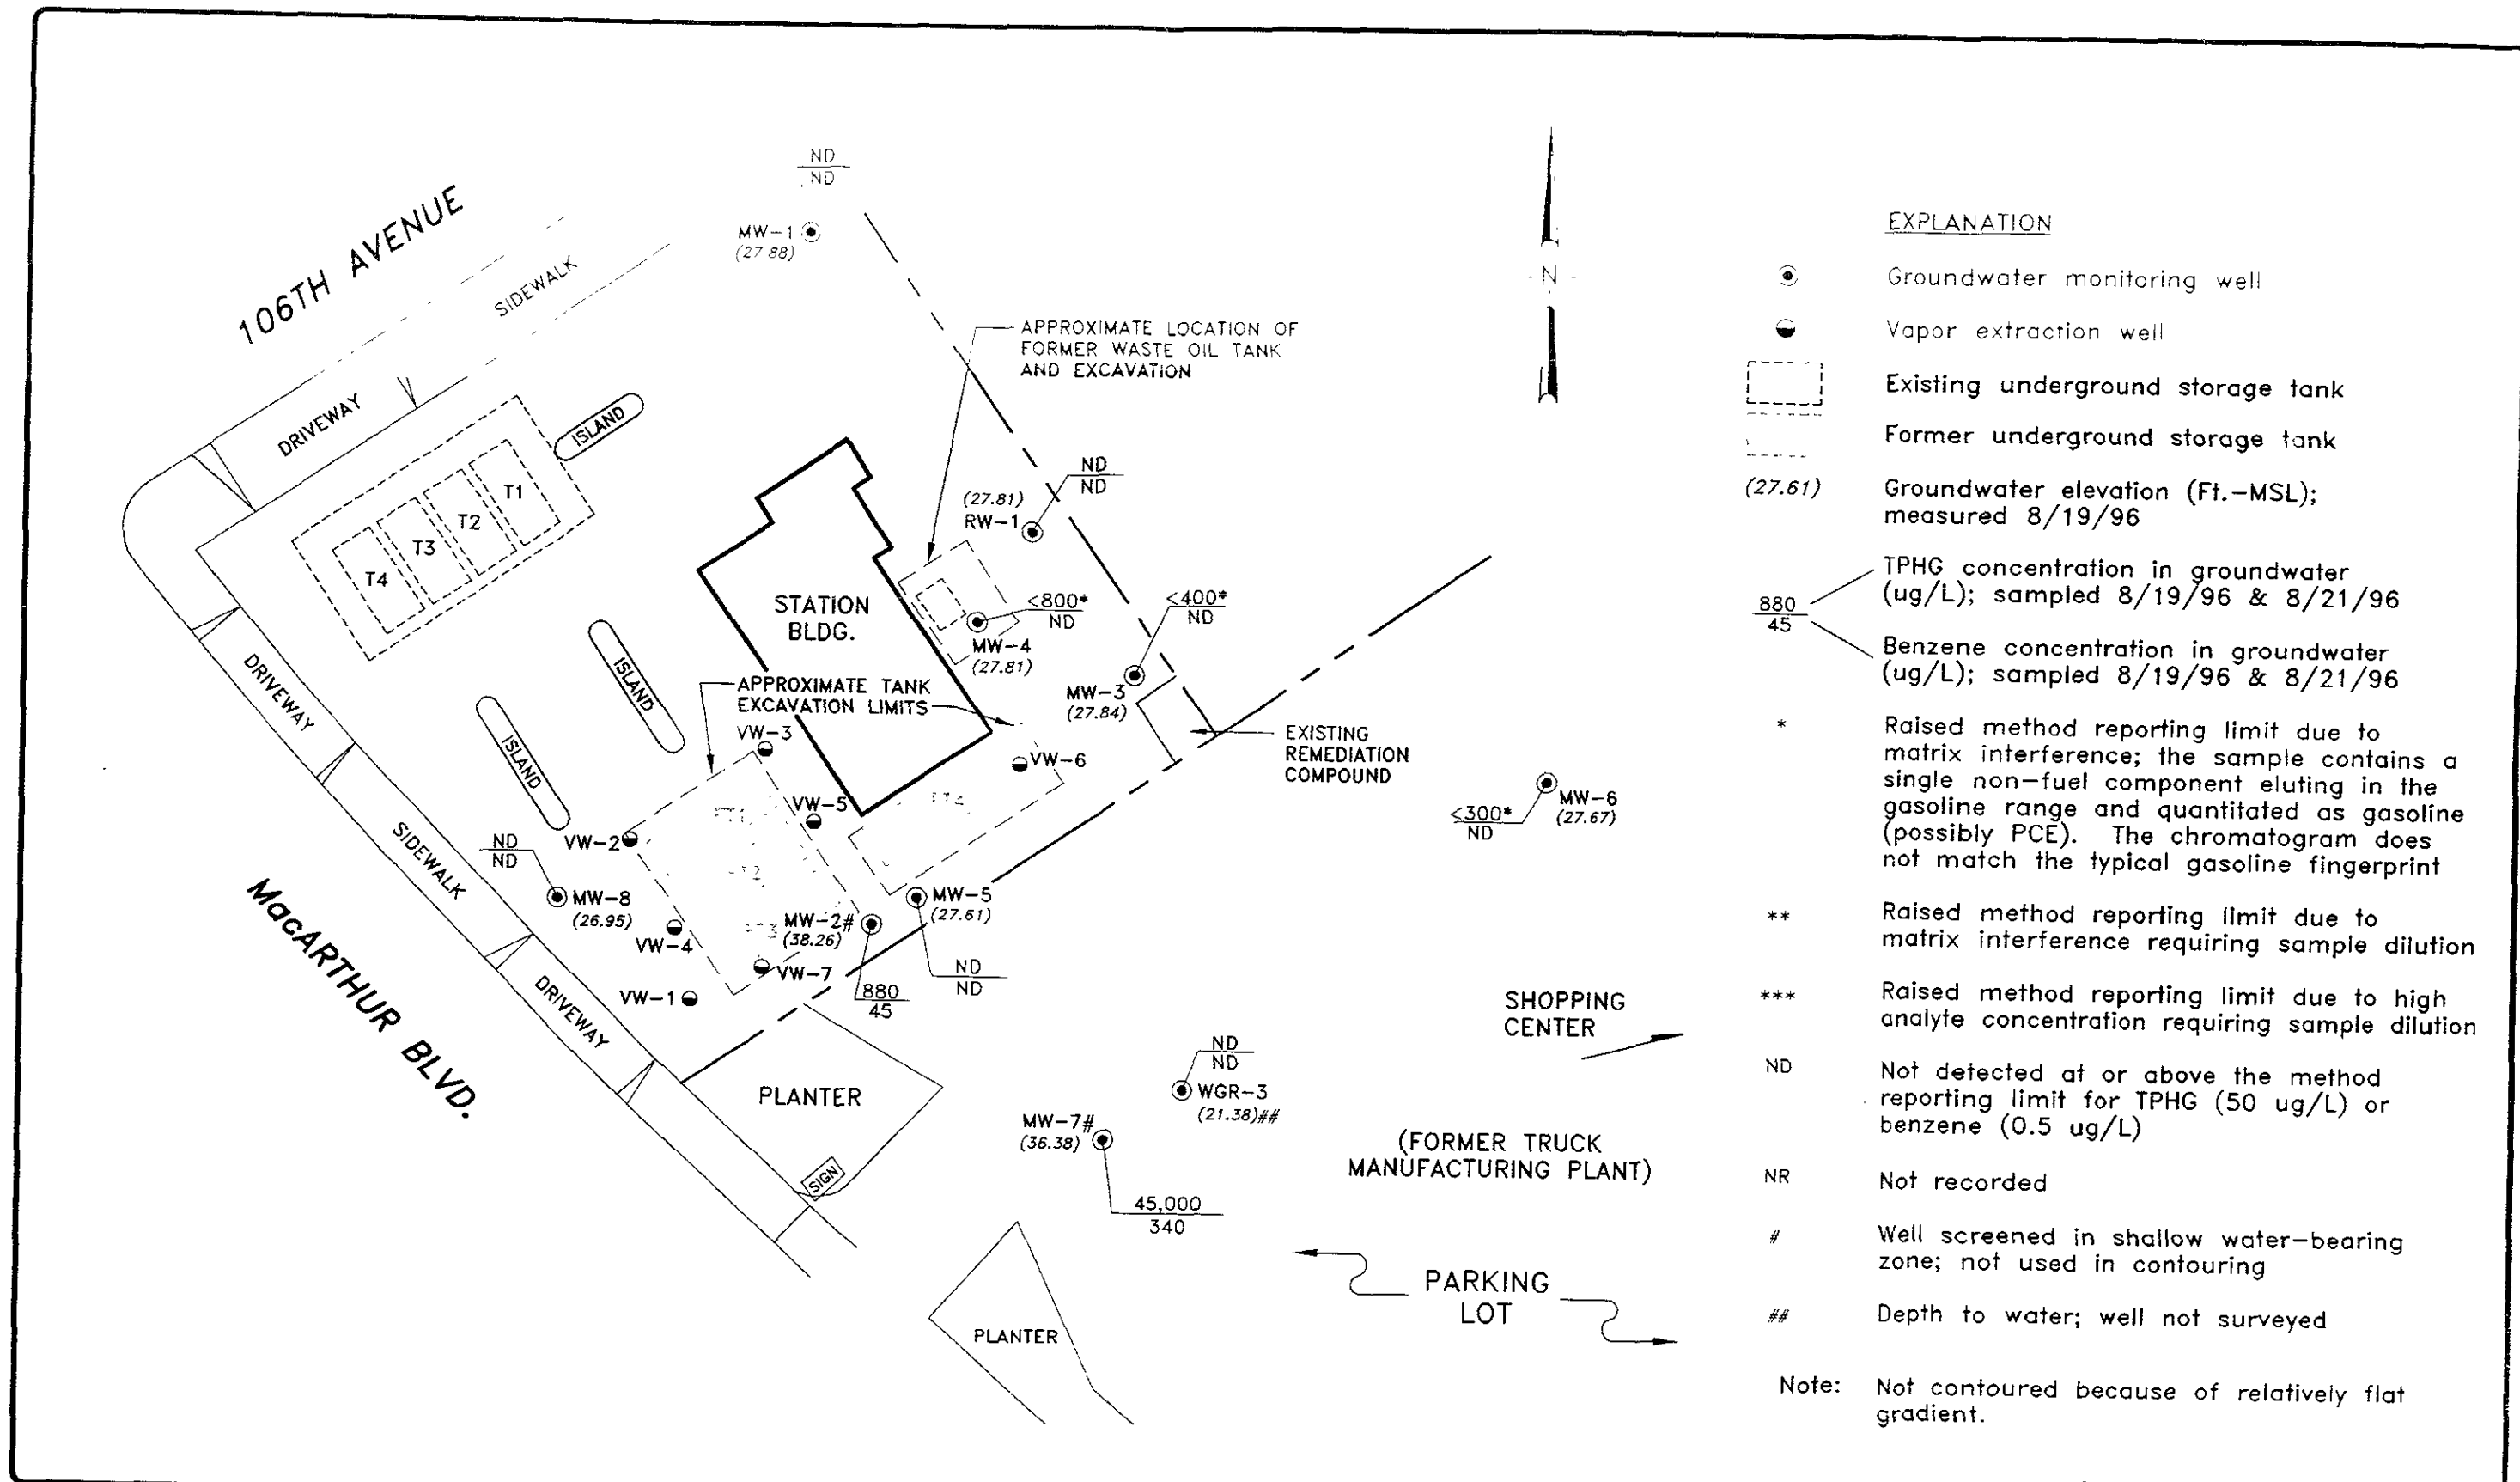 ND
ND
MW-1
(27 88)
106TH AVENUE
SIDEWALK
DRIVEWAY
ISLAND
T1
T2
T3
T4
APPROXIMATE LOCATION OF
FORMER WASTE OIL TANK
AND EXCAVATION
- N -
ND
ND
(27.81)
RW-1
STATION
BLDG.
<800*
ND
MW-4
(27.81)
<400*
ND
MW-3
(27.84)
APPROXIMATE TANK
EXCAVATION LIMITS
EXISTING
REMEDIATION
COMPOUND
ISLAND
ISLAND
DRIVEWAY
SIDEWALK
DRIVEWAY
MacARTHUR BLVD.
VW-3
VW-6
VW-5
VW-2
ND
ND
MW-8
(26.95)
VW-4
MW-2#
(38.26)
MW-5
(27.61)
VW-7
VW-1
880
45
ND
ND
<300*
ND
MW-6
(27.67)
PLANTER
SIGN
ND
ND
WGR-3
(21.38)##
MW-7#
(36.38)
45,000
340
SHOPPING
CENTER
(FORMER TRUCK
MANUFACTURING PLANT)
PARKING
LOT
PLANTER
EXPLANATION
Groundwater monitoring well
Vapor extraction well
Existing underground storage tank
Former underground storage tank
(27.61) Groundwater elevation (Ft.-MSL);
measured 8/19/96
880
45
TPHG concentration in groundwater
(ug/L); sampled 8/19/96 & 8/21/96
Benzene concentration in groundwater
(ug/L); sampled 8/19/96 & 8/21/96
* Raised method reporting limit due to
matrix interference; the sample contains a
single non-fuel component eluting in the
gasoline range and quantitated as gasoline
(possibly PCE). The chromatogram does
not match the typical gasoline fingerprint
** Raised method reporting limit due to
matrix interference requiring sample dilution
*** Raised method reporting limit due to high
analyte concentration requiring sample dilution
ND Not detected at or above the method
reporting limit for TPHG (50 ug/L) or
benzene (0.5 ug/L)
NR Not recorded
# Well screened in shallow water-bearing
zone; not used in contouring
## Depth to water; well not surveyed
Note: Not contoured because of relatively flat
gradient.